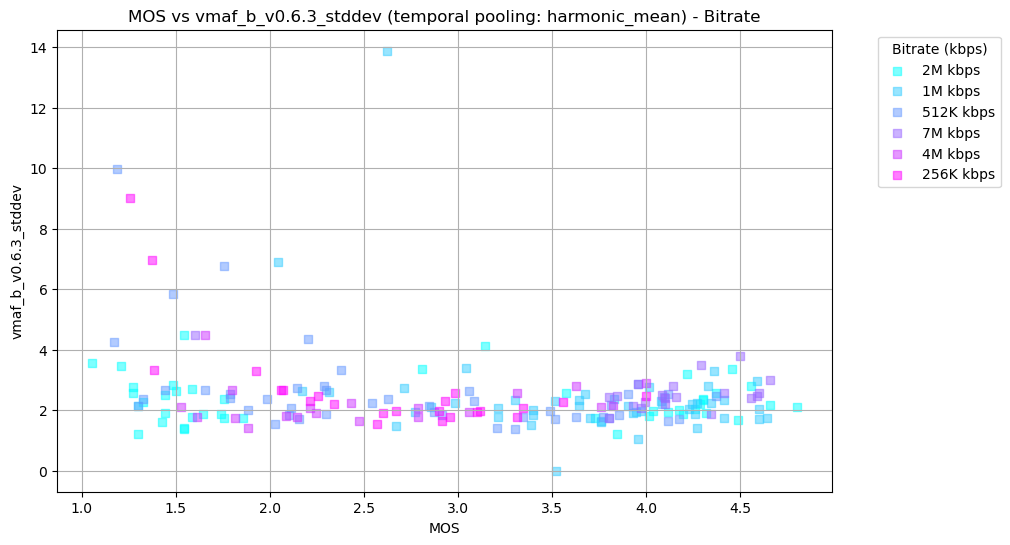 MOS vs vmaf_b_v0.6.3_stddev (temporal pooling: harmonic_mean) - Bitrate
vmaf_b_v0.6.3_stddev
14
12
10
8
6
4
2
0
1.0 1.5 2.0 2.5 3.0 3.5 4.0 4.5
MOS
Bitrate (kbps)
2M kbps
1M kbps
512K kbps
7M kbps
4M kbps
256K kbps